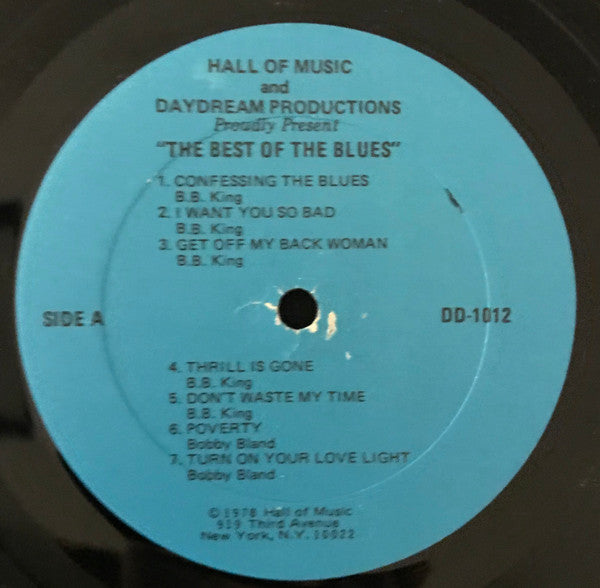 HALL OF MUSIC
and
DAYDREAM PRODUCTIONS
Proudly Present
"THE BEST OF THE BLUES"
1. CONFESSING THE BLUES
B.B. King
2. I WANT YOU SO BAD
B.B. King
3. GET OFF MY BACK WOMAN
B.B. King
SIDE A
DD-1012
4. THRILL IS GONE
B.B. King
5. DON'T WASTE MY TIME
B.B. King
6. POVERTY
Bobby Bland
7. TURN ON YOUR LOVE LIGHT
Bobby Bland
© 1978 Hall of Music
919 Third Avenue
New York, N.Y. 10022